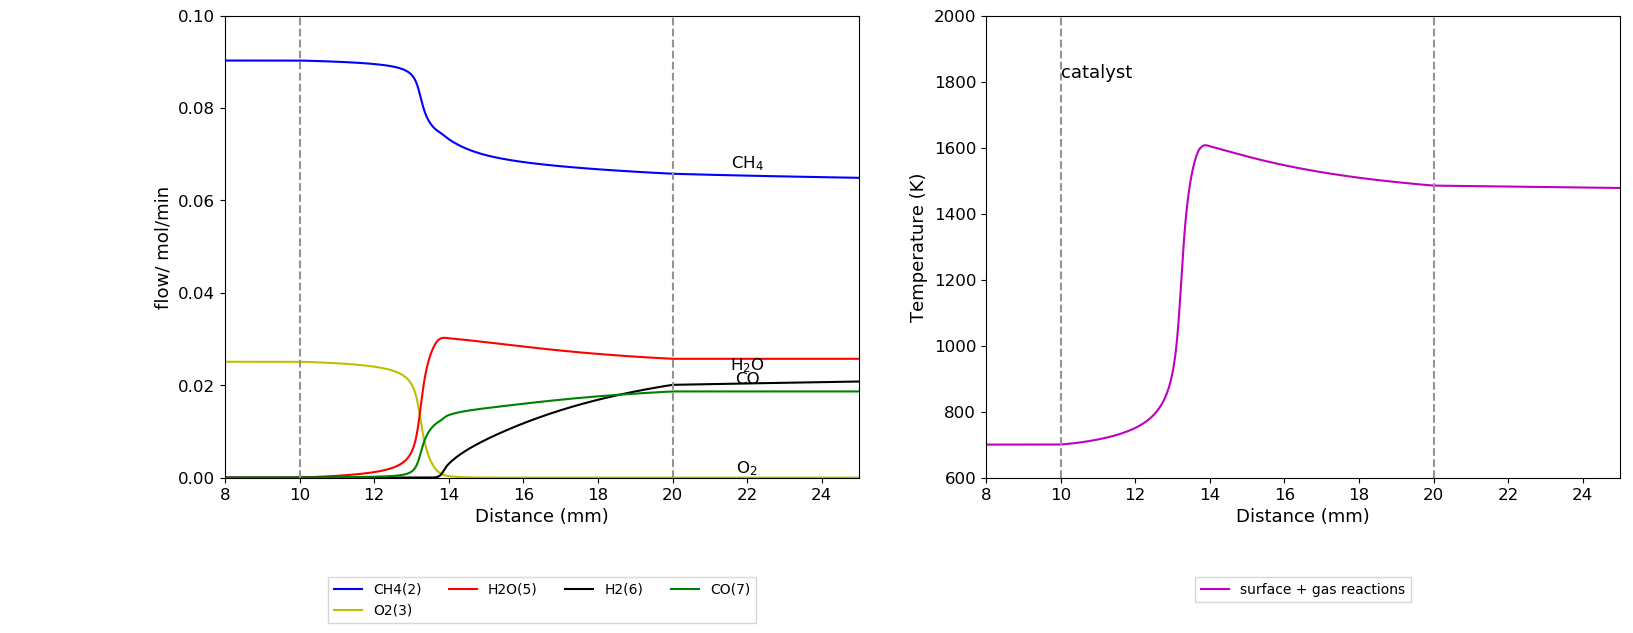 0.10
0.08
0.06
0.04
0.02
0.00
flow/ mol/min
CH₄
H₂O
CO
O₂
8 10 12 14 16 18 20 22 24
Distance (mm)
CH4(2) H2O(5) H2(6) CO(7)
O2(3)
2000
1800
1600
1400
1200
1000
800
600
Temperature (K)
catalyst
8 10 12 14 16 18 20 22 24
Distance (mm)
surface + gas reactions